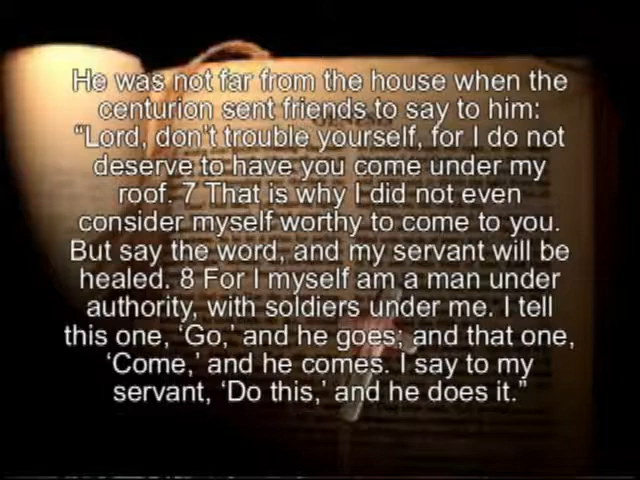 He was not far from the house when the
centurion sent friends to say to him:
“Lord, don’t trouble yourself, for I do not
deserve to have you come under my
roof. 7 That is why I did not even
consider myself worthy to come to you.
But say the word, and my servant will be
healed. 8 For I myself am a man under
authority, with soldiers under me. I tell
this one, ‘Go,’ and he goes; and that one,
‘Come,’ and he comes. I say to my
servant, ‘Do this,’ and he does it.”